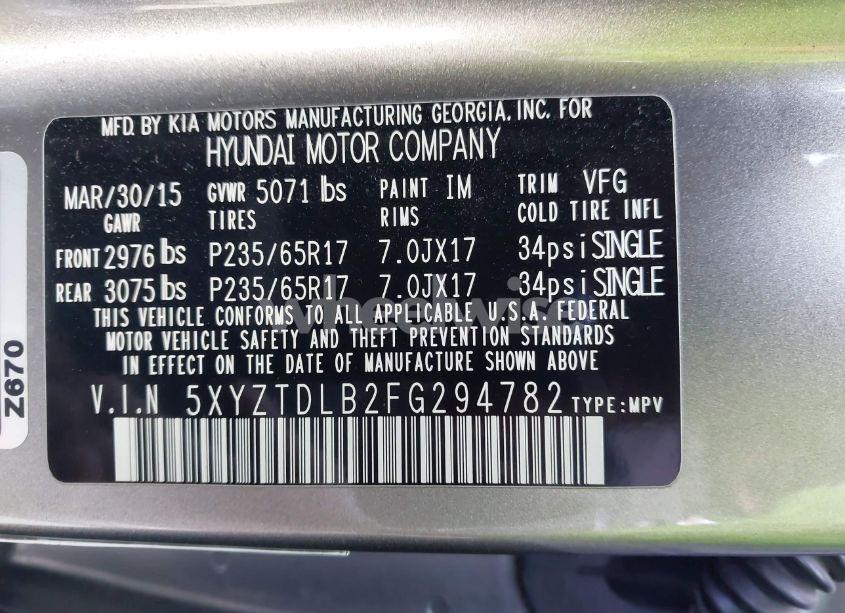 MFD. BY KIA MOTORS MANUFACTURING GEORGIA, INC. FOR
HYUNDAI MOTOR COMPANY
MAR/30/15 GVWR 5071 lbs PAINT IM TRIM VFG
GAWR TIRES RIMS COLD TIRE INFL
FRONT 2976 lbs P235/65R17 7.0JX17 34psi SINGLE
REAR 3075 lbs P235/65R17 7.0JX17 34psi SINGLE
THIS VEHICLE CONFORMS TO ALL APPLICABLE U.S.A FEDERAL
MOTOR VEHICLE SAFETY AND THEFT PREVENTION STANDARDS
IN EFFECT ON THE DATE OF MANUFACTURE SHOWN ABOVE
V.I.N 5XYZTDLB2FG294782 TYPE:MPV
Z670